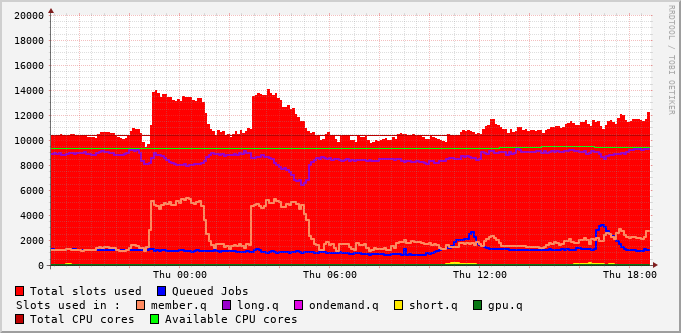 20000
18000
16000
14000
12000
10000
8000
6000
4000
2000
0
Thu 00:00 Thu 06:00 Thu 12:00 Thu 18:00
RRDTOOL / TOBI OETIKER
Total slots used Queued Jobs
Slots used in : member.q long.q ondemand.q short.q gpu.q
Total CPU cores Available CPU cores